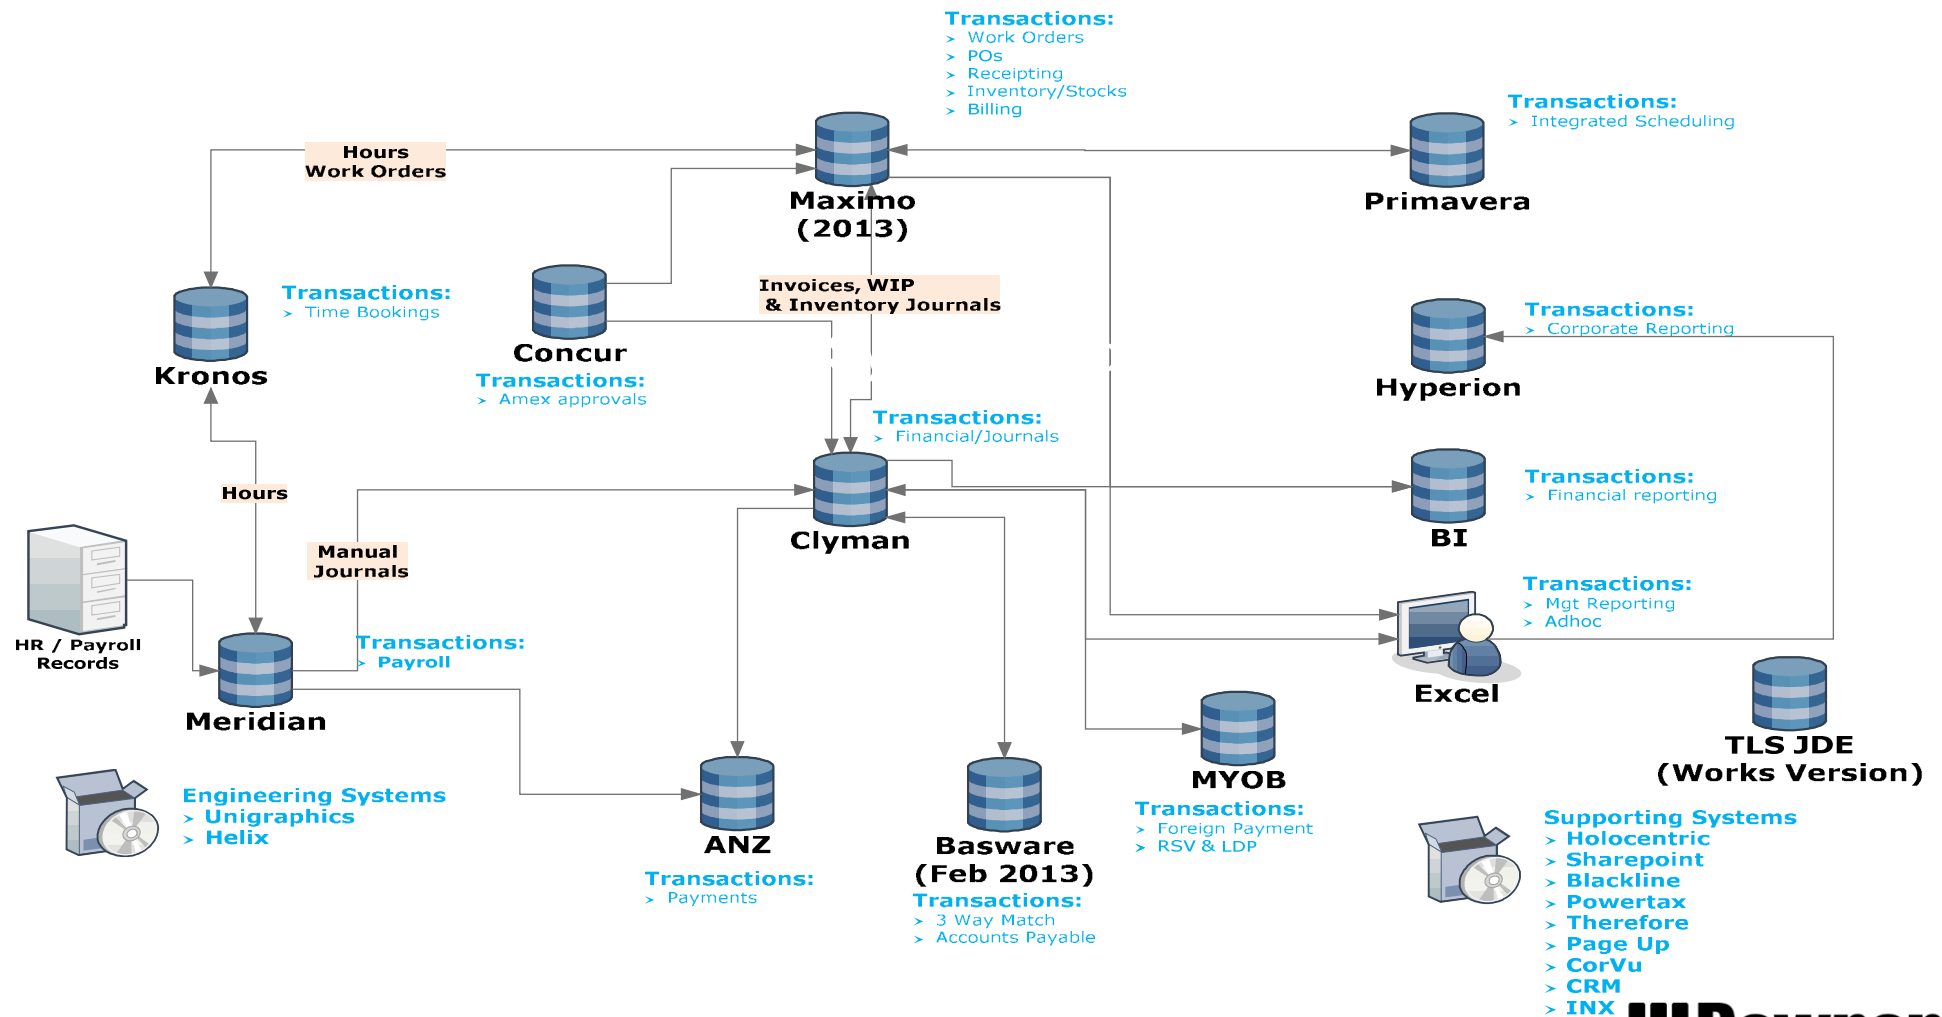 Transactions:
Work Orders
POs
Receipting
Inventory/Stocks
Billing
Transactions:
Integrated Scheduling
Hours
Work Orders
Maximo
(2013)
Primavera
Transactions:
Time Bookings
Kronos
Concur
Transactions:
Amex approvals
Invoices, WIP
& Inventory Journals
Transactions:
Corporate Reporting
Hyperion
Transactions:
Financial/Journals
Clyman
Transactions:
Financial reporting
BI
Hours
Manual
Journals
HR / Payroll
Records
Transactions:
Payroll
Meridian
Transactions:
Mgt Reporting
Adhoc
Excel
TLS JDE
(Works Version)
MYOB
Transactions:
Foreign Payment
RSV & LDP
Engineering Systems
Unigraphics
Helix
ANZ
Transactions:
Payments
Basware
(Feb 2013)
Transactions:
3 Way Match
Accounts Payable
Supporting Systems
Holocentric
Sharepoint
Blackline
Powertax
Therefore
Page Up
CorVu
CRM
INX